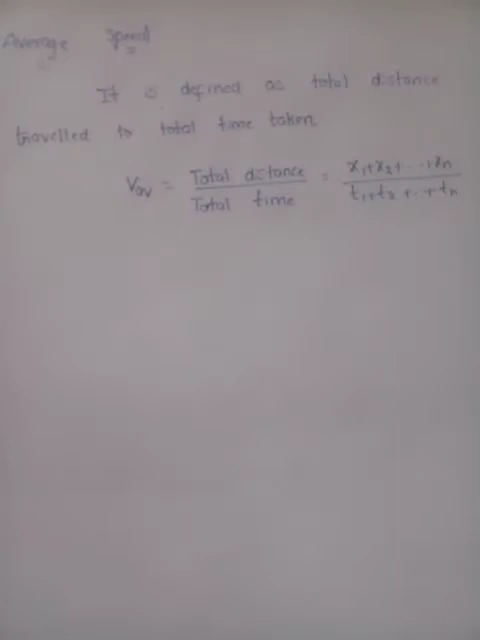 Average Speed
It is defined as total distance
travelled to total time taken
Vav = Total distance / Total time = x1+x2+...+xn / t1+t2+..+tn